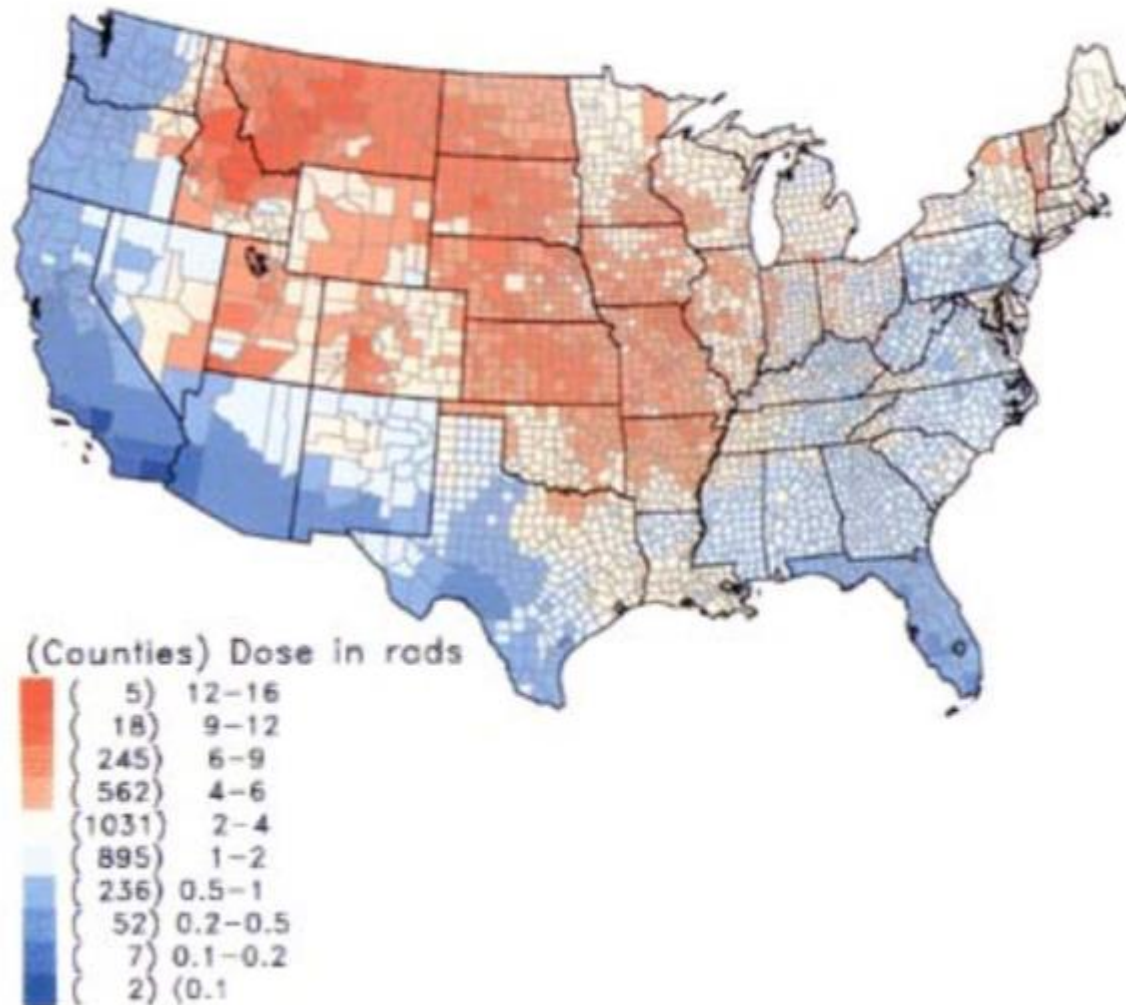 (Counties) Dose in rads
( 5) 12-16
( 18) 9-12
( 245) 6-9
( 562) 4-6
(1031) 2-4
( 895) 1-2
( 236) 0.5-1
( 52) 0.2-0.5
( 7) 0.1-0.2
( 2) (0.1